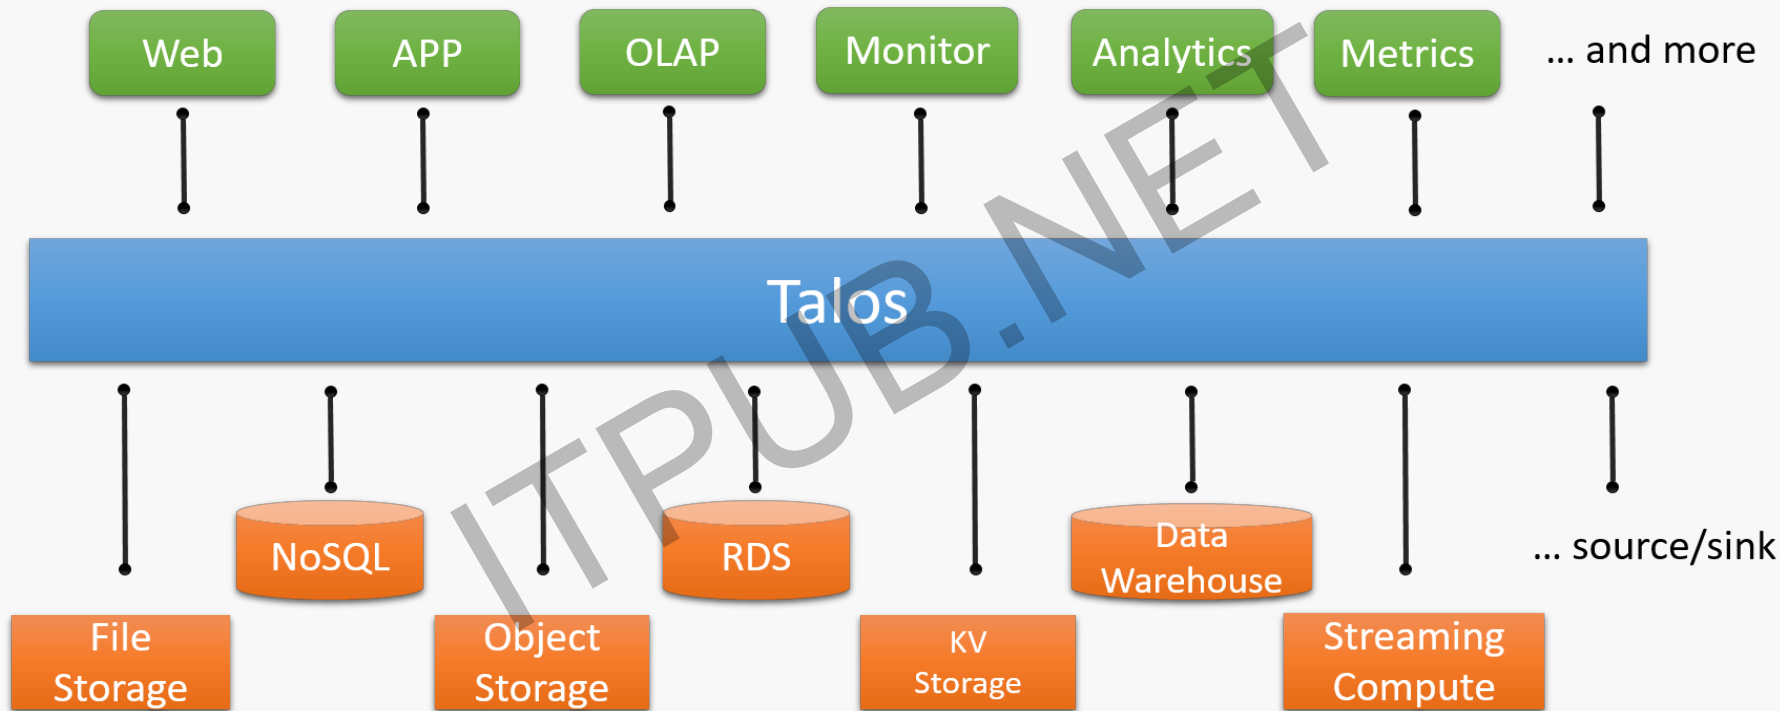 Web
APP
OLAP
Monitor
Analytics
Metrics
... and more
Talos
ITPUB.NET
NoSQL
RDS
Data
Warehouse
... source/sink
File
Storage
Object
Storage
KV
Storage
Streaming
Compute